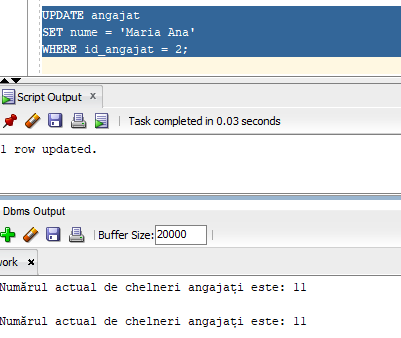 UPDATE angajat
SET nume = 'Maria Ana'
WHERE id_angajat = 2;
Script Output x
Task completed in 0.03 seconds
1 row updated.
Dbms Output
Buffer Size: 20000
work x
Numărul actual de chelneri angajați este: 11
Numărul actual de chelneri angajați este: 11